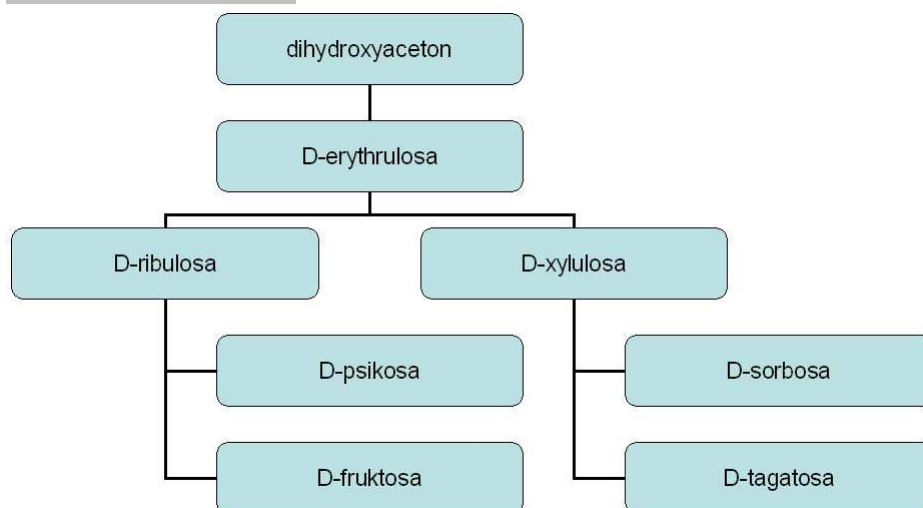 dihydroxyaceton
D-erythrulosa
D-ribulosa
D-xylulosa
D-psikosa
D-sorbosa
D-fruktosa
D-tagatosa